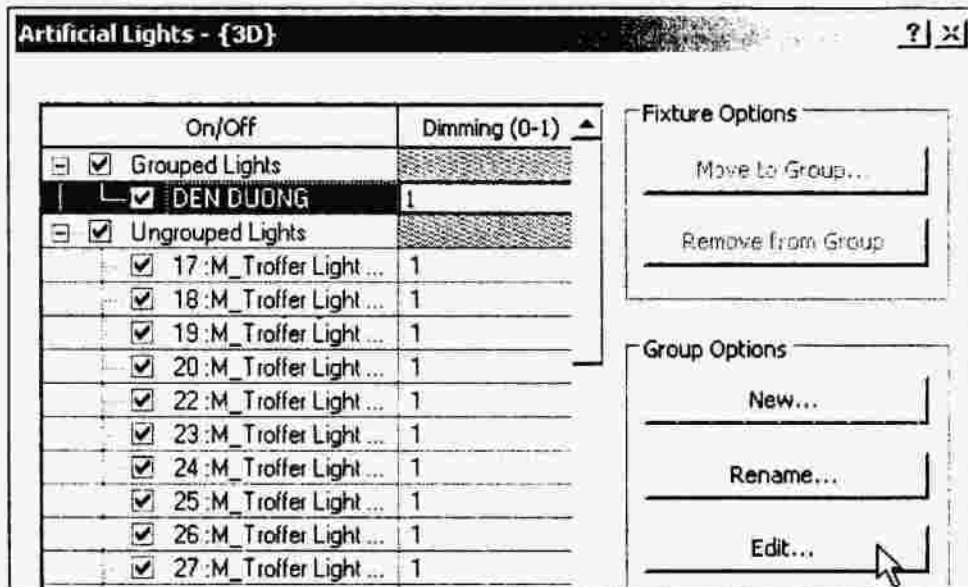 Artificial Lights - {3D}
On/Off Dimming (0-1)
Grouped Lights
DEN DUONG 1
Ungrouped Lights
17 :M_Troffer Light ... 1
18 :M_Troffer Light ... 1
19 :M_Troffer Light ... 1
20 :M_Troffer Light ... 1
22 :M_Troffer Light ... 1
23 :M_Troffer Light ... 1
24 :M_Troffer Light ... 1
25 :M_Troffer Light ... 1
26 :M_Troffer Light ... 1
27 :M_Troffer Light ... 1
Fixture Options
Move to Group...
Remove from Group
Group Options
New...
Rename...
Edit...